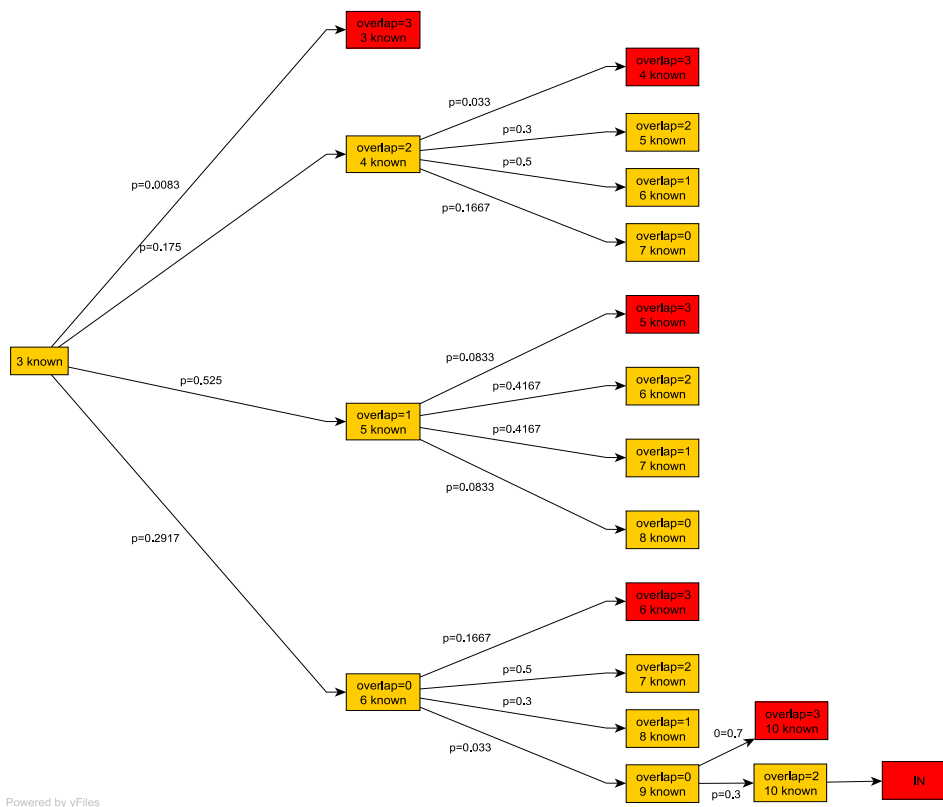 overlap=3
3 known
overlap=3
4 known
p=0.033
overlap=2
5 known
p=0.3
overlap=2
4 known
p=0.5
overlap=1
6 known
p=0.0083
p=0.1667
overlap=0
7 known
p=0.175
overlap=3
5 known
3 known
p=0.0833
p=0.525
p=0.4167
overlap=2
6 known
overlap=1
5 known
p=0.4167
overlap=1
7 known
p=0.0833
overlap=0
8 known
p=0.2917
overlap=3
6 known
p=0.1667
p=0.5
overlap=2
7 known
overlap=0
6 known
p=0.3
overlap=1
8 known
overlap=3
10 known
p=0.033
0=0.7
overlap=0
9 known
p=0.3
overlap=2
10 known
IN
Powered by yFiles